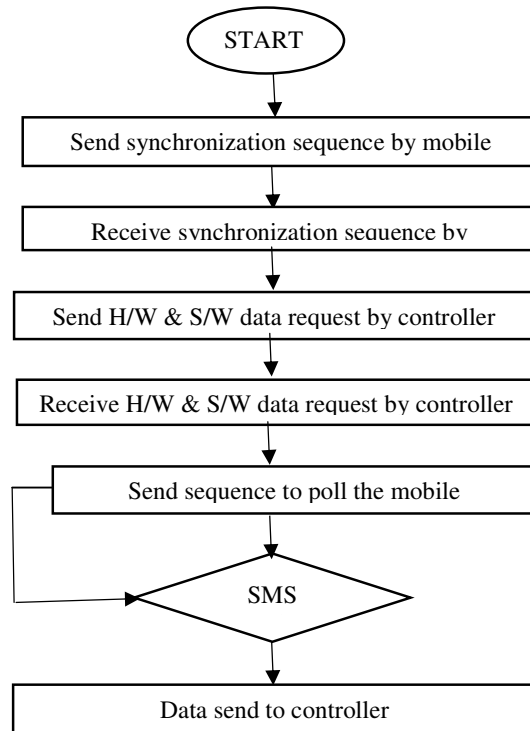 START
Send synchronization sequence by mobile
Receive synchronization sequence by
Send H/W & S/W data request by controller
Receive H/W & S/W data request by controller
Send sequence to poll the mobile
SMS
Data send to controller